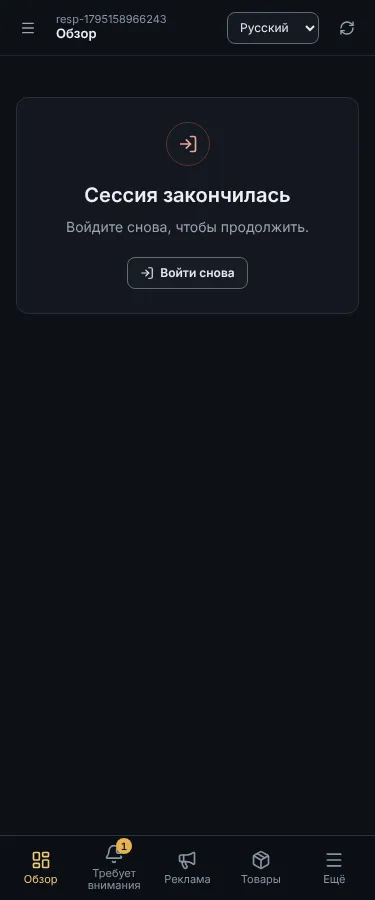 resp-1795158966243
Обзор
Русский
Сессия закончилась
Войдите снова, чтобы продолжить.
Войти снова
1
Обзор
Требует
внимания
Реклама
Товары
Ещё